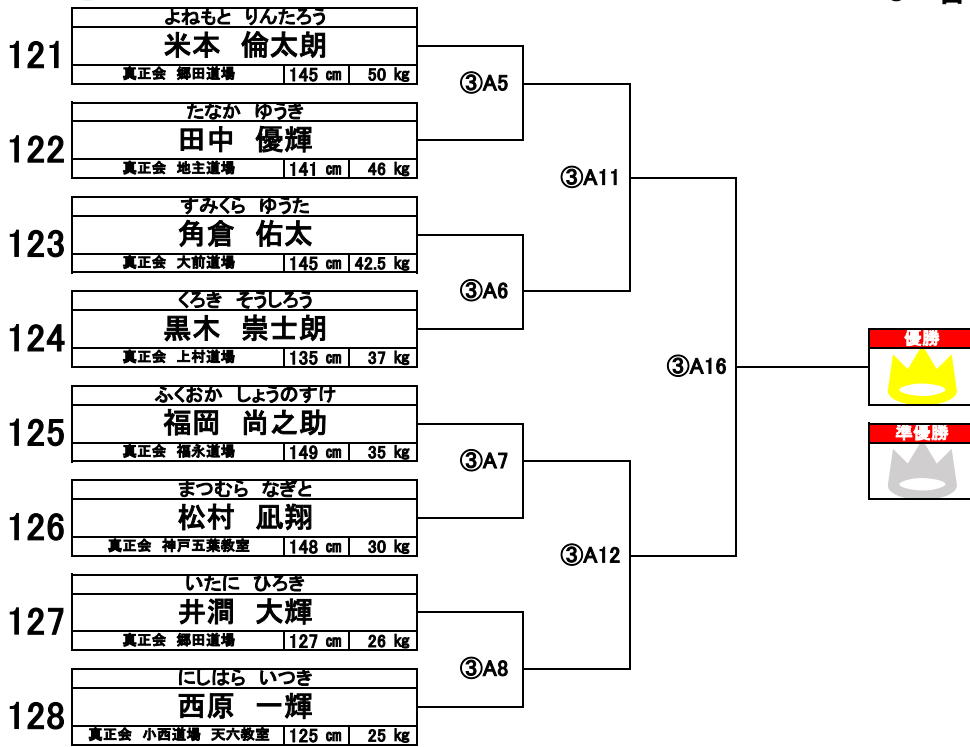 よねもと りんたろう
121 米本 倫太朗
真正会 郷田道場 145 cm 50 kg
③A5
たなか ゆうき
122 田中 優輝
真正会 地主道場 141 cm 46 kg
③A11
すみくら ゆうた
123 角倉 佑太
真正会 大前道場 145 cm 42.5 kg
③A6
くろき そうしろう
124 黒木 崇士朗
真正会 上村道場 135 cm 37 kg
優勝
③A16
ふくおか しょうのすけ
125 福岡 尚之助
真正会 福永道場 149 cm 35 kg
準優勝
③A7
まつむら なぎと
126 松村 凪翔
真正会 神戸五葉教室 148 cm 30 kg
③A12
いたに ひろき
127 井澗 大輝
真正会 郷田道場 127 cm 26 kg
③A8
にしはら いつき
128 西原 一輝
真正会 小西道場 天六教室 125 cm 25 kg